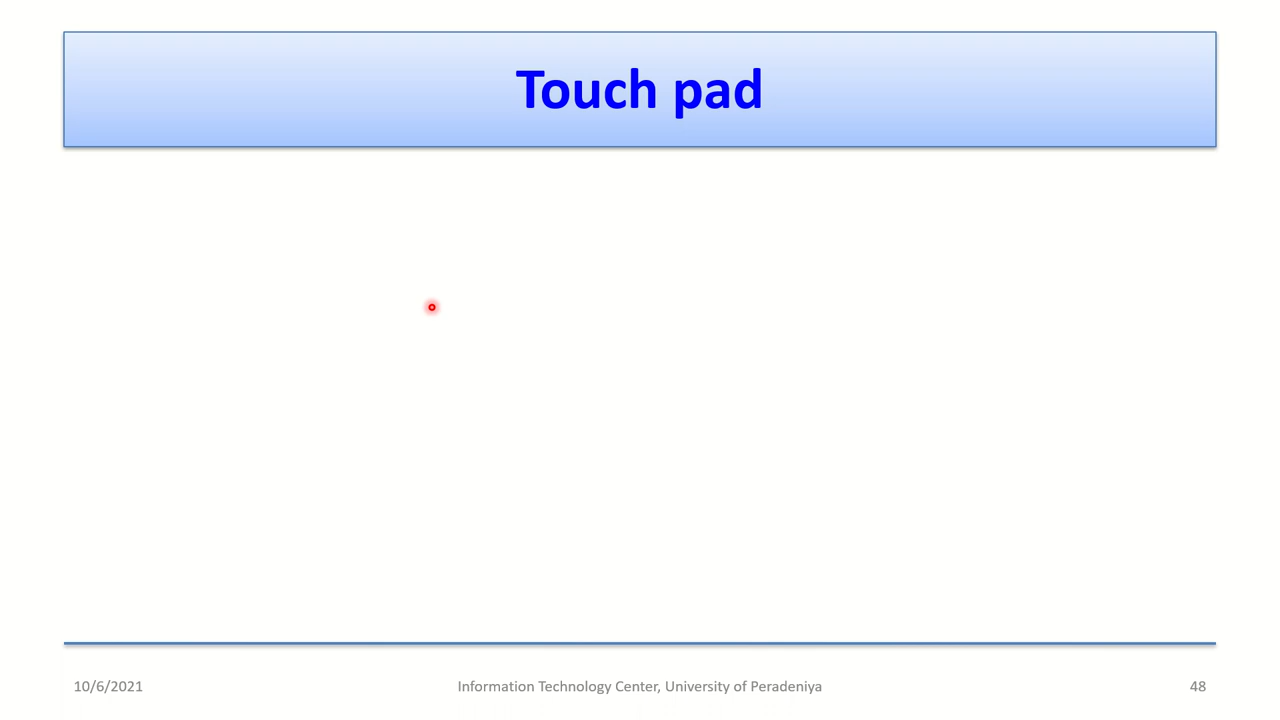 Touch pad
10/6/2021
Information Technology Center, University of Peradeniya
48